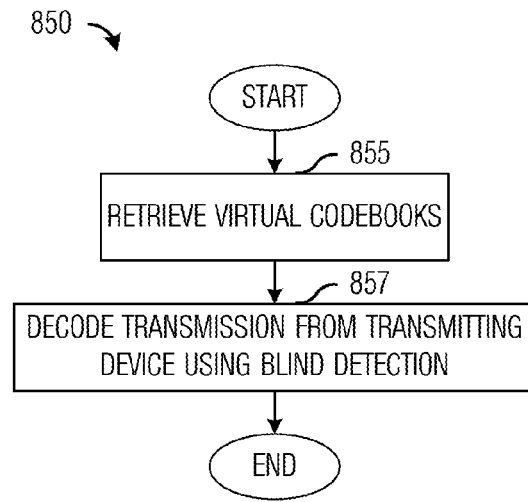 850
START
855
RETRIEVE VIRTUAL CODEBOOKS
857
DECODE TRANSMISSION FROM TRANSMITTING
DEVICE USING BLIND DETECTION
END